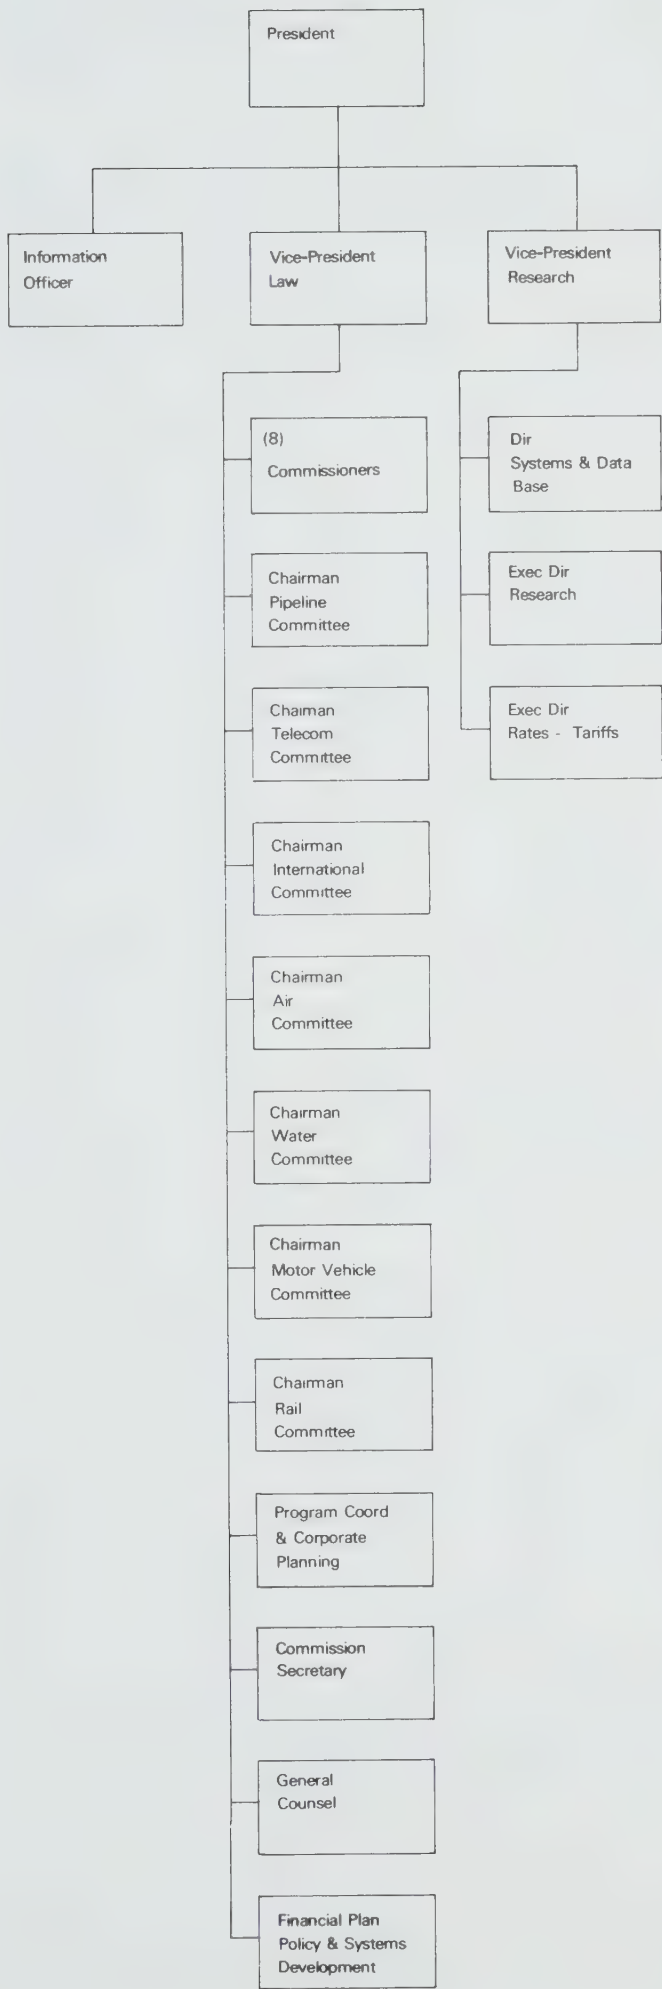 President
Information
Officer
Vice-President
Law
Vice-President
Research
(8)
Commissioners
Chairman
Pipeline
Committee
Chaiman
Telecom
Committee
Chairman
International
Committee
Chairman
Air
Committee
Chairman
Water
Committee
Chairman
Motor Vehicle
Committee
Chairman
Rail
Committee
Program Coord
& Corporate
Planning
Commission
Secretary
General
Counsel
Financial Plan
Policy & Systems
Development
Dir
Systems & Data
Base
Exec Dir
Research
Exec Dir
Rates - Tariffs